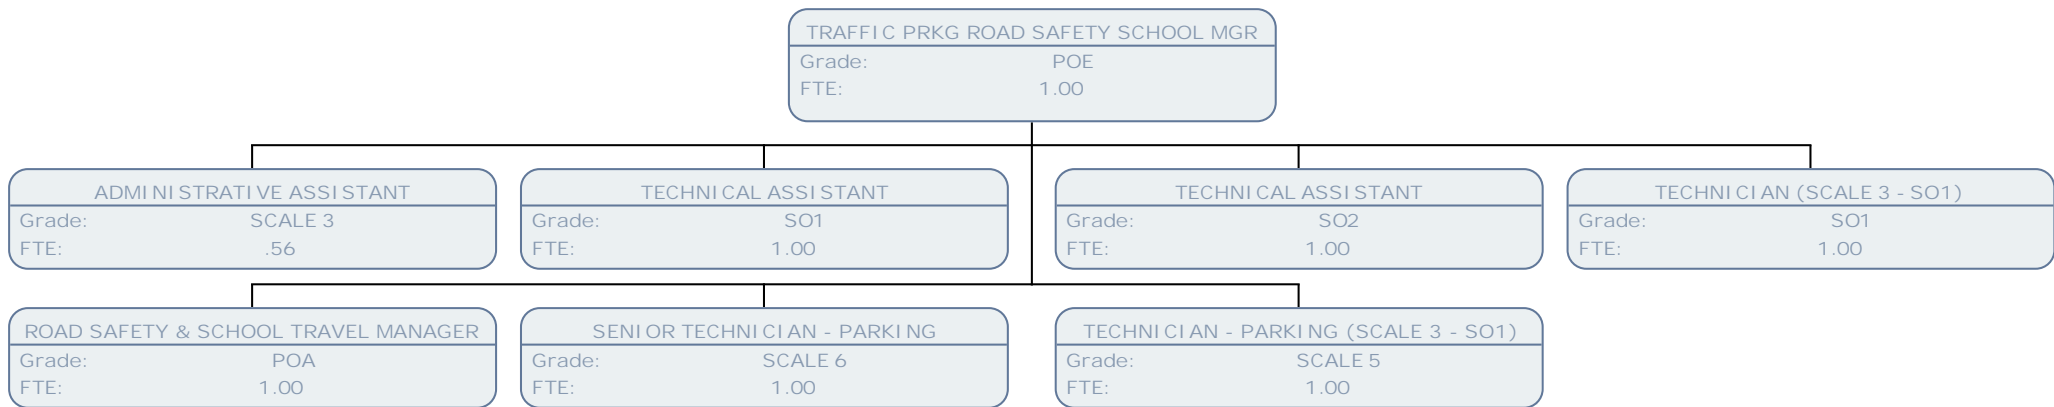 TRAFFIC PRKG ROAD SAFETY SCHOOL MGR
Grade: POE
FTE: 1.00
ADMINISTRATIVE ASSISTANT
Grade: SCALE 3
FTE: .56
TECHNICAL ASSISTANT
Grade: SO1
FTE: 1.00
TECHNICAL ASSISTANT
Grade: SO2
FTE: 1.00
TECHNICIAN (SCALE 3 - SO1)
Grade: SO1
FTE: 1.00
ROAD SAFETY & SCHOOL TRAVEL MANAGER
Grade: POA
FTE: 1.00
SENIOR TECHNICIAN - PARKING
Grade: SCALE 6
FTE: 1.00
TECHNICIAN - PARKING (SCALE 3 - SO1)
Grade: SCALE 5
FTE: 1.00